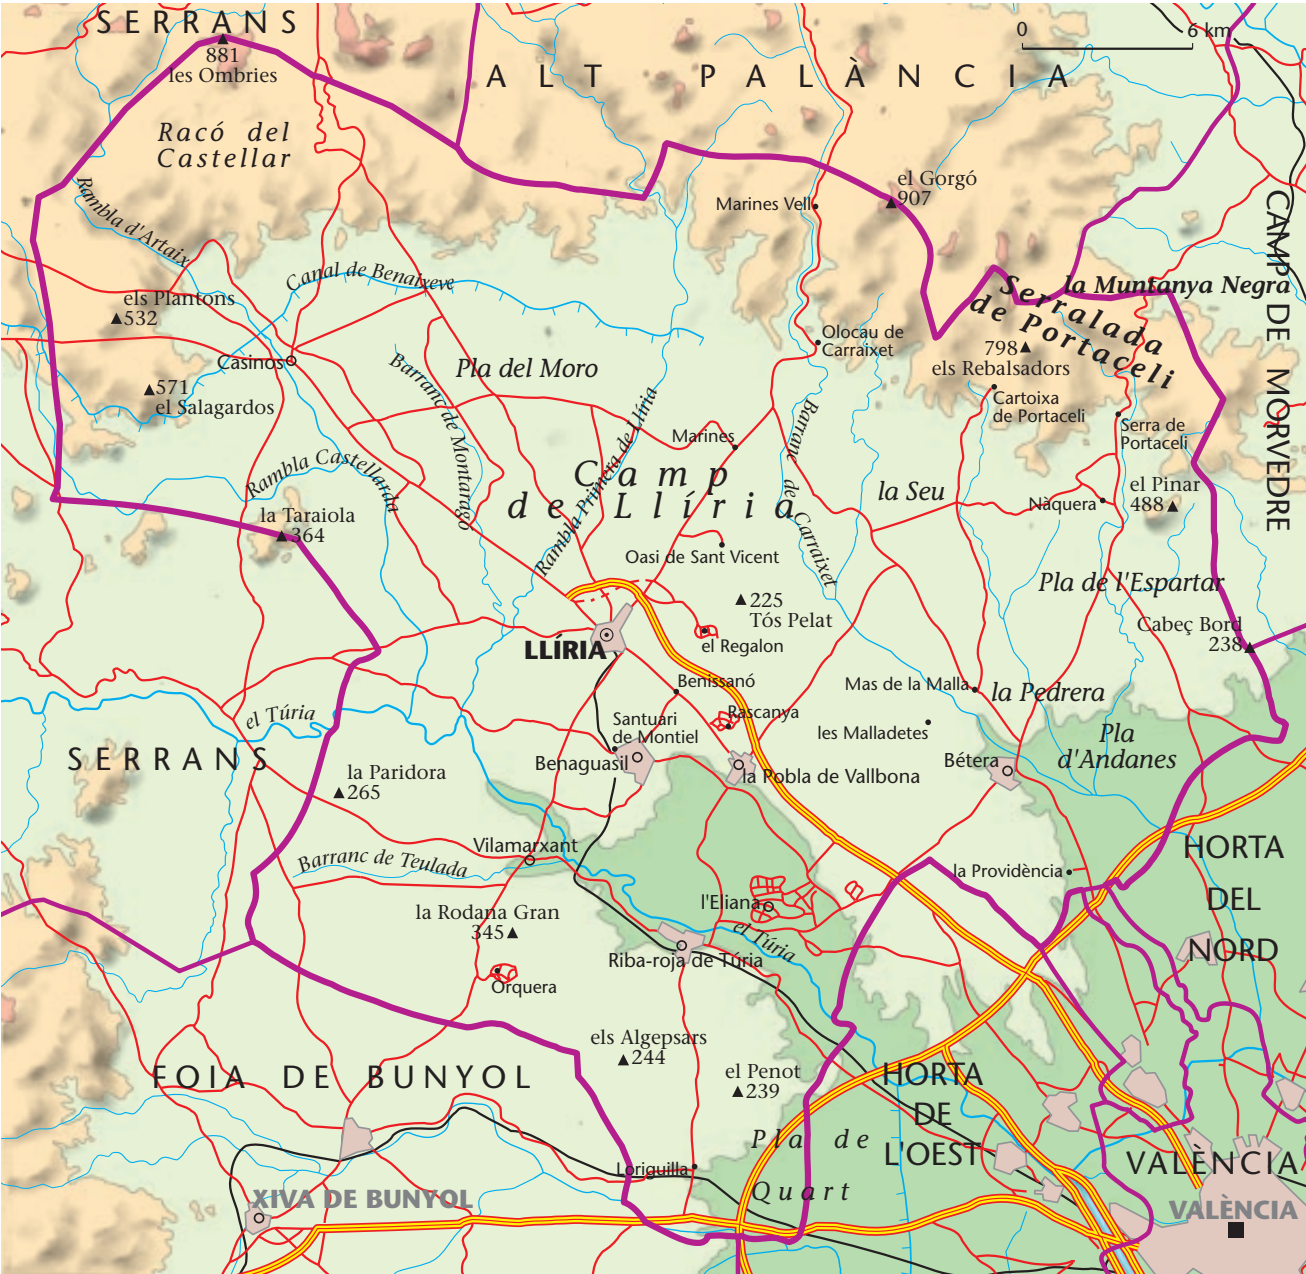 SERRANS
0
6 km
881
les Ombries
ALT PALÀNCIA
Racó del
Castellar
el Gorgó
907
Marines Vell
Rambla d'Artaix
CAMP DE MORVEDRE
Canal de Benaixeve
la Muntanya Negra
Serralada
de Portaceli
els Plantons
532
Olocau de
Carraixet
798
els Rebalsadors
Casinos
Pla del Moro
571
el Salagardos
Barranc de Montaragó
Rambla Primera de Llíria
Cartoixa
de Portaceli
Serra de
Portaceli
Marines
Barranc de Carraixet
Rambla Castellarda
Camp
de Llíria
la Seu
el Pinar
488
Nàquera
la Taraiola
364
Oasi de Sant Vicent
Pla de l'Espartar
225
Tós Pelat
Cabeç Bord
238
LLÍRIA
el Regalon
Benissanó
Mas de la Malla
la Pedrera
el Túria
Rascanya
Santuari
de Montiel
les Malladetes
Pla
d'Andanes
SERRANS
Benaguasil
la Pobla de Vallbona
Bétera
la Paridora
265
Vilamarxant
HORTA
DEL
NORD
Barranc de Teulada
la Providència
l'Eliana
la Rodana Gran
345
el Túria
Riba-roja de Túria
Orquera
els Algepsars
244
el Penot
239
FOIA DE BUNYOL
HORTA
DE
L'OEST
Pla de
Quart
Loriguilla
VALÈNCIA
XIVA DE BUNYOL
VALÈNCIA